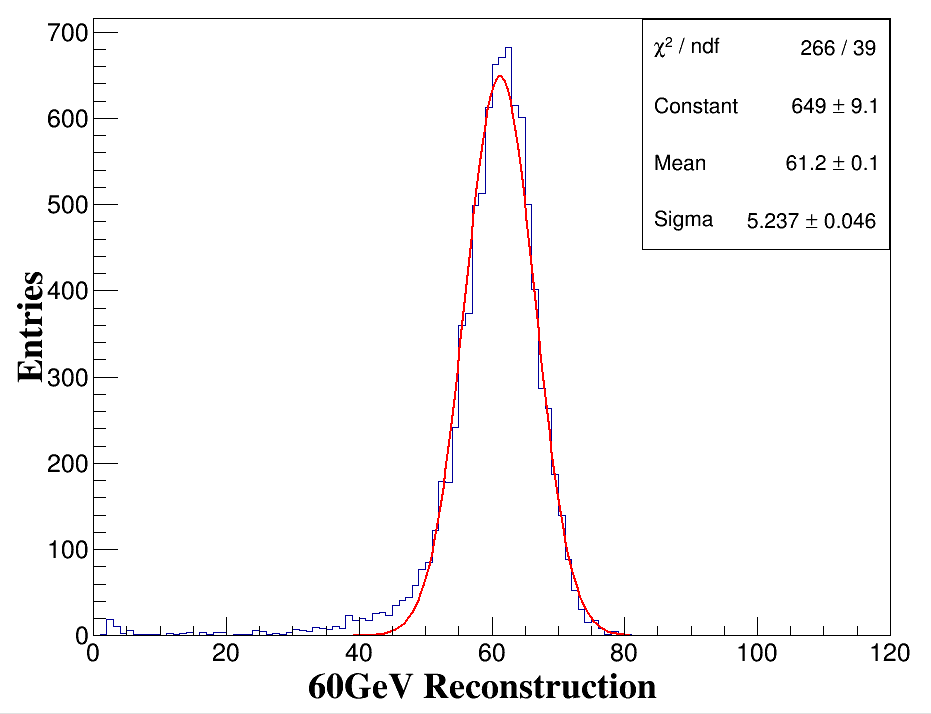 700
600
500
400
300
200
100
0
Entries
0 20 40 60 80 100 120
60GeV Reconstruction
χ² / ndf 266 / 39
Constant 649 ± 9.1
Mean 61.2 ± 0.1
Sigma 5.237 ± 0.046